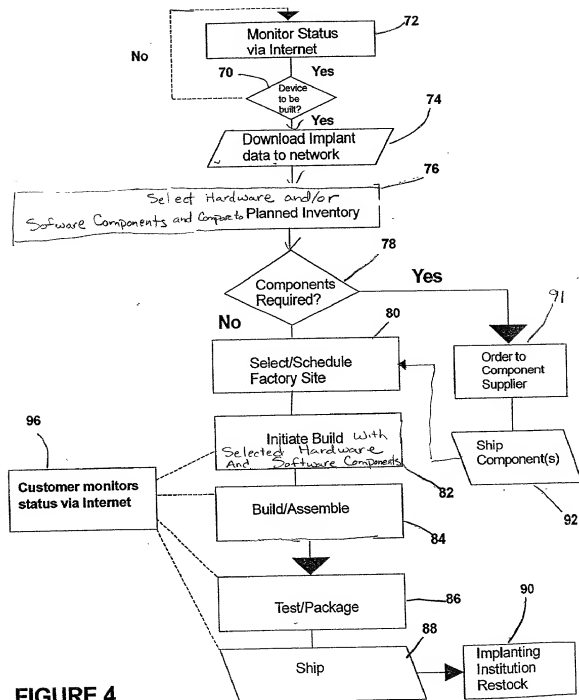 72
Monitor Status
via Internet
No
70
Yes
Device
to be
built?
74
Yes
Download Implant
data to network
76
Select Hardware and/or
Sofware Components and Compare to Planned Inventory
78
Components
Required?
Yes
No
80
91
Select/Schedule
Factory Site
Order to
Component
Supplier
96
Initiate Build with
Selected Hardware
And Software Components
Ship
Component(s)
Customer monitors
status via Internet
82
Build/Assemble
84
92
Test/Package
86
90
88
Ship
Implanting
Institution
Restock
FIGURE 4